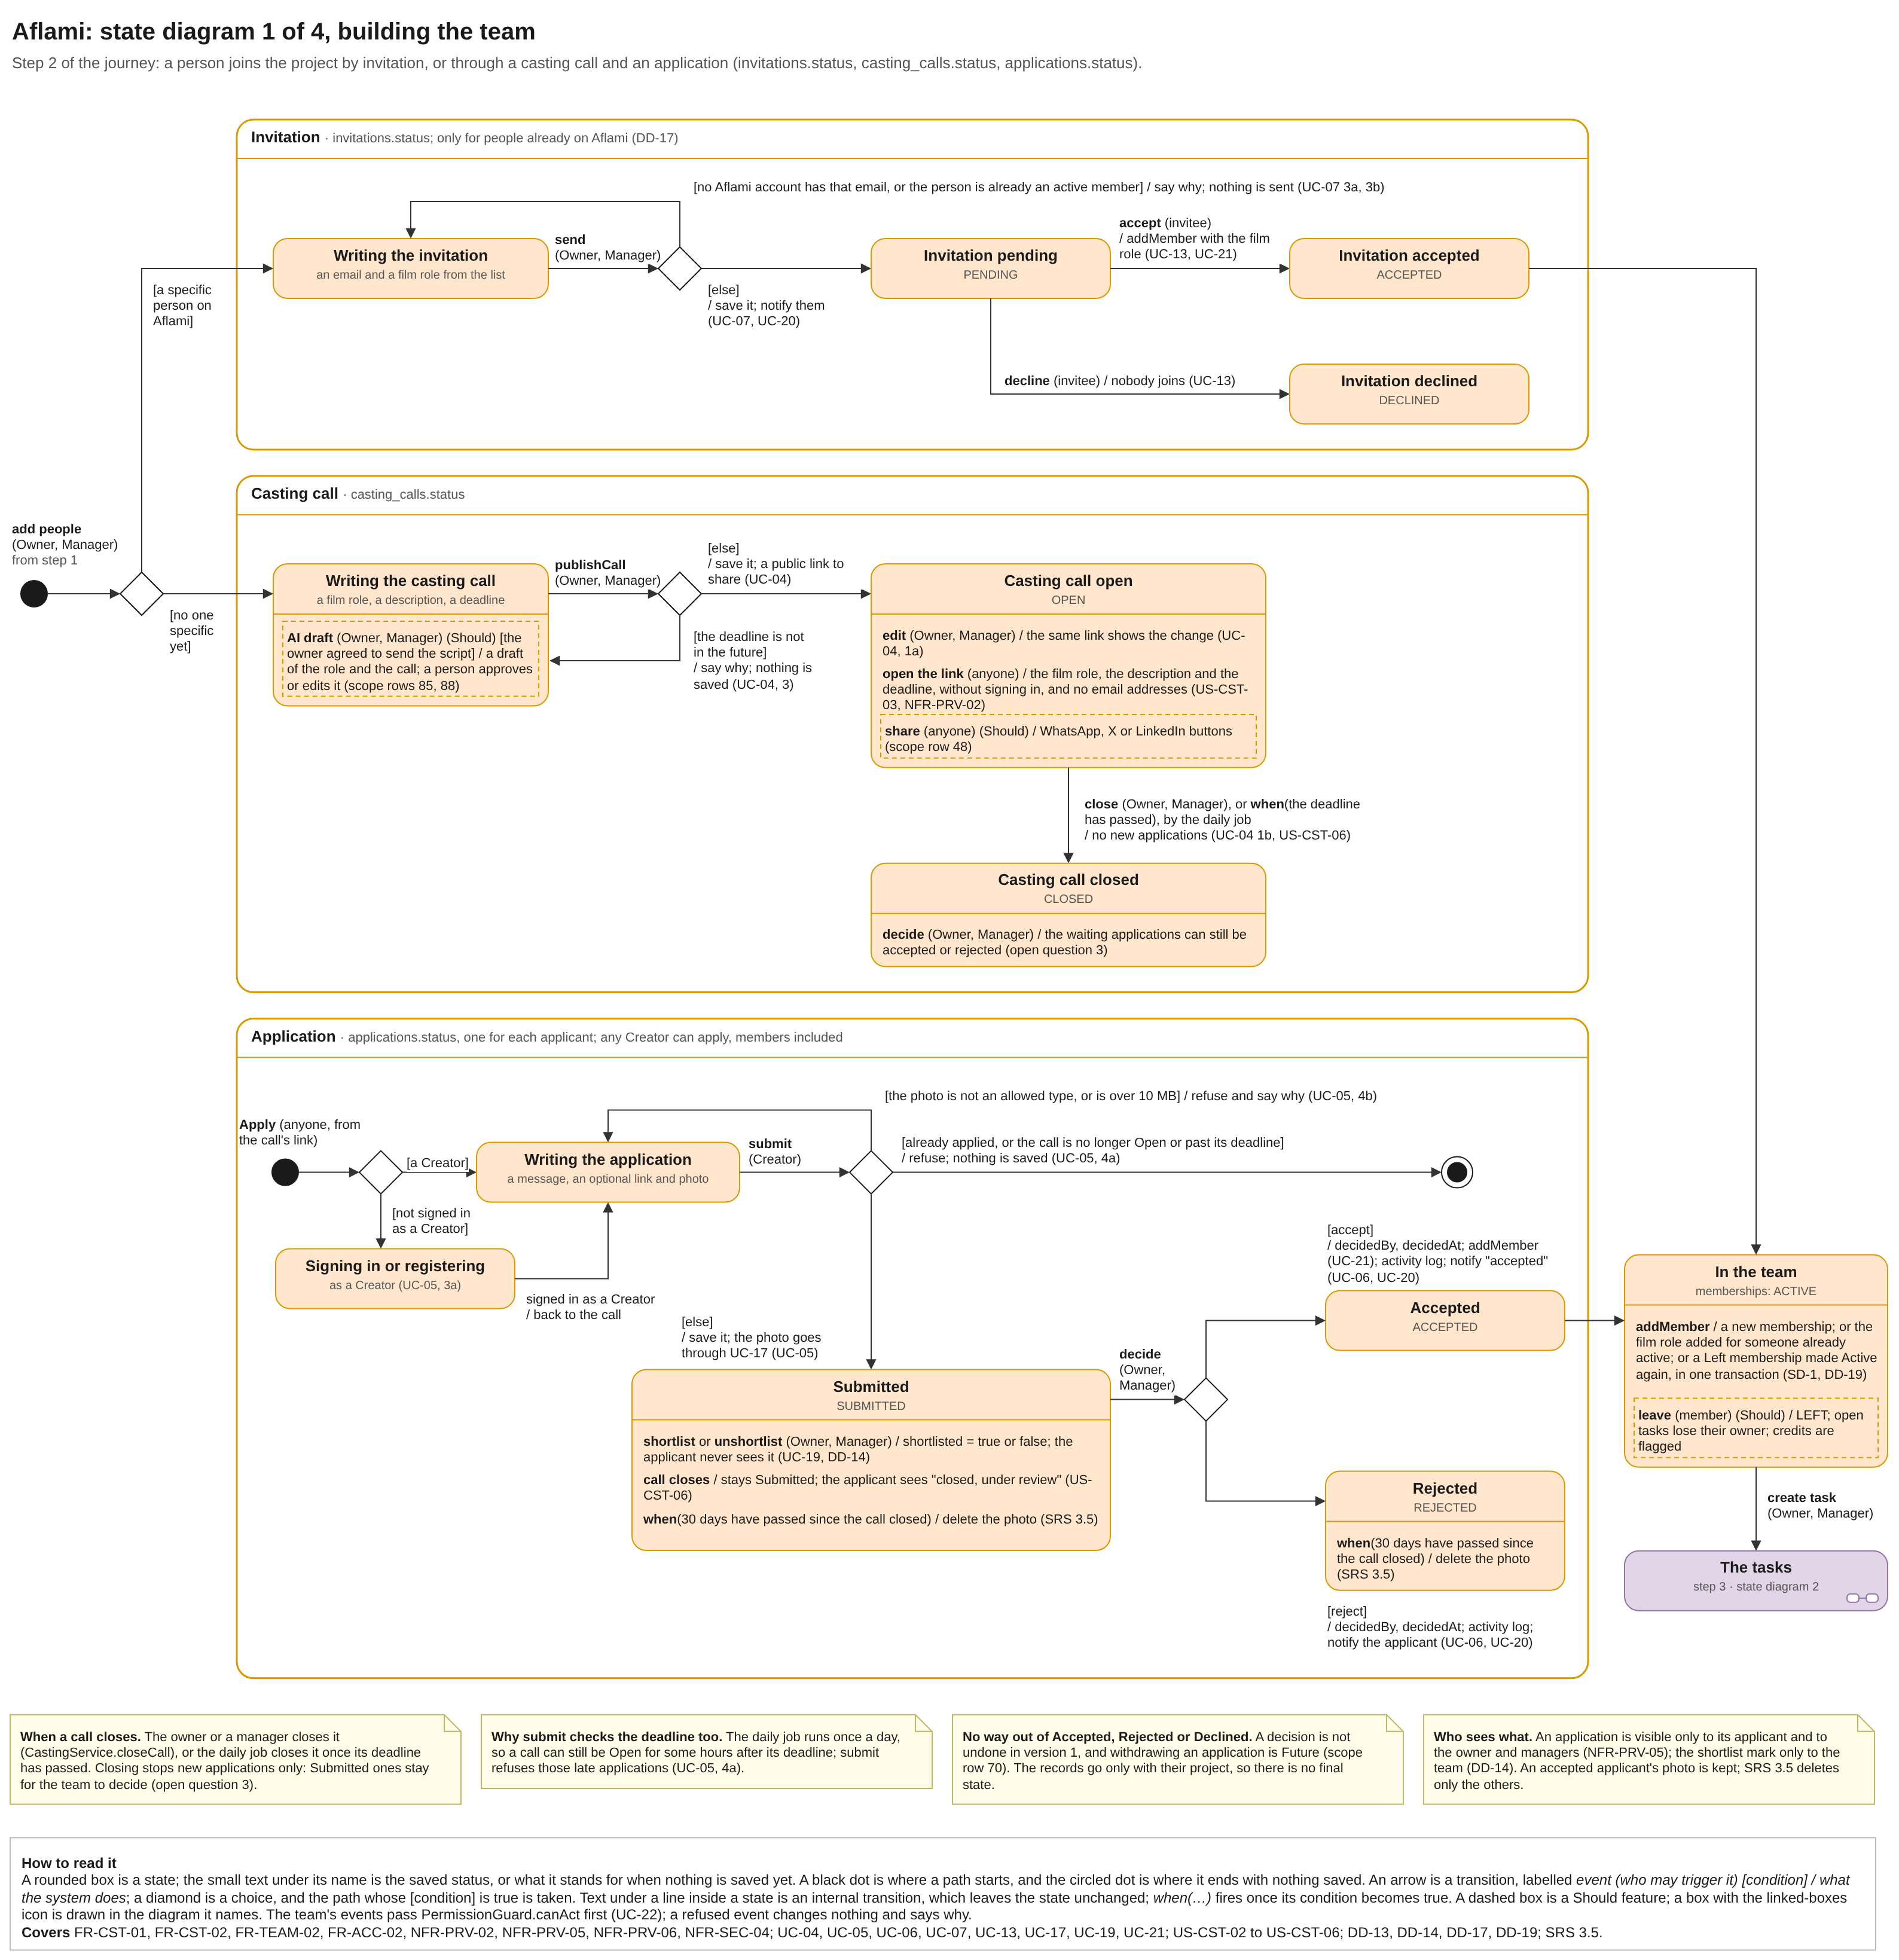 Aflami: state diagram 1 of 4, building the team
Step 2 of the journey: a person joins the project by invitation, or through a casting call and an application (invitations.status, casting_calls.status, applications.status).
Invitation · invitations.status; only for people already on Aflami (DD-17)
[no Aflami account has that email, or the person is already an active member] / say why; nothing is sent (UC-07 3a, 3b)
Writing the invitation
an email and a film role from the list
send
(Owner, Manager)
[else]
/ save it; notify them
(UC-07, UC-20)
Invitation pending
PENDING
accept (invitee)
/ addMember with the film
role (UC-13, UC-21)
Invitation accepted
ACCEPTED
[a specific
person on
Aflami]
decline (invitee) / nobody joins (UC-13)
Invitation declined
DECLINED
Casting call · casting_calls.status
add people
(Owner, Manager)
from step 1
[no one
specific
yet]
Writing the casting call
a film role, a description, a deadline
AI draft (Owner, Manager) (Should) [the
owner agreed to send the script] / a draft
of the role and the call; a person approves
or edits it (scope rows 85, 88)
publishCall
(Owner, Manager)
[else]
/ save it; a public link to
share (UC-04)
[the deadline is not
in the future]
/ say why; nothing is
saved (UC-04, 3)
Casting call open
OPEN
edit (Owner, Manager) / the same link shows the change (UC-
04, 1a)
open the link (anyone) / the film role, the description and the
deadline, without signing in, and no email addresses (US-CST-
03, NFR-PRV-02)
share (anyone) (Should) / WhatsApp, X or LinkedIn buttons
(scope row 48)
close (Owner, Manager), or when(the deadline
has passed), by the daily job
/ no new applications (UC-04 1b, US-CST-06)
Casting call closed
CLOSED
decide (Owner, Manager) / the waiting applications can still be
accepted or rejected (open question 3)
Application · applications.status, one for each applicant; any Creator can apply, members included
[the photo is not an allowed type, or is over 10 MB] / refuse and say why (UC-05, 4b)
Apply (anyone, from
the call's link)
[a Creator]
Writing the application
a message, an optional link and photo
submit
(Creator)
[already applied, or the call is no longer Open or past its deadline]
/ refuse; nothing is saved (UC-05, 4a)
[not signed in
as a Creator]
Signing in or registering
as a Creator (UC-05, 3a)
signed in as a Creator
/ back to the call
[else]
/ save it; the photo goes
through UC-17 (UC-05)
Submitted
SUBMITTED
shortlist or unshortlist (Owner, Manager) / shortlisted = true or false; the
applicant never sees it (UC-19, DD-14)
call closes / stays Submitted; the applicant sees "closed, under review" (US-
CST-06)
when(30 days have passed since the call closed) / delete the photo (SRS 3.5)
decide
(Owner,
Manager)
[accept]
/ decidedBy, decidedAt; addMember
(UC-21); activity log; notify "accepted"
(UC-06, UC-20)
Accepted
ACCEPTED
Rejected
REJECTED
when(30 days have passed since
the call closed) / delete the photo
(SRS 3.5)
[reject]
/ decidedBy, decidedAt; activity log;
notify the applicant (UC-06, UC-20)
In the team
memberships: ACTIVE
addMember / a new membership; or the
film role added for someone already
active; or a Left membership made Active
again, in one transaction (SD-1, DD-19)
leave (member) (Should) / LEFT; open
tasks lose their owner; credits are
flagged
create task
(Owner, Manager)
The tasks
step 3 · state diagram 2
When a call closes. The owner or a manager closes it
(CastingService.closeCall), or the daily job closes it once its deadline
has passed. Closing stops new applications only: Submitted ones stay
for the team to decide (open question 3).
Why submit checks the deadline too. The daily job runs once a day,
so a call can still be Open for some hours after its deadline; submit
refuses those late applications (UC-05, 4a).
No way out of Accepted, Rejected or Declined. A decision is not
undone in version 1, and withdrawing an application is Future (scope
row 70). The records go only with their project, so there is no final
state.
Who sees what. An application is visible only to its applicant and to
the owner and managers (NFR-PRV-05); the shortlist mark only to the
team (DD-14). An accepted applicant's photo is kept; SRS 3.5 deletes
only the others.
How to read it
A rounded box is a state; the small text under its name is the saved status, or what it stands for when nothing is saved yet. A black dot is where a path starts, and the circled dot is where it ends with nothing saved. An arrow is a transition, labelled event (who may trigger it) [condition] / what
the system does; a diamond is a choice, and the path whose [condition] is true is taken. Text under a line inside a state is an internal transition, which leaves the state unchanged; when(…) fires once its condition becomes true. A dashed box is a Should feature; a box with the linked-boxes
icon is drawn in the diagram it names. The team's events pass PermissionGuard.canAct first (UC-22); a refused event changes nothing and says why.
Covers FR-CST-01, FR-CST-02, FR-TEAM-02, FR-ACC-02, NFR-PRV-02, NFR-PRV-05, NFR-PRV-06, NFR-SEC-04; UC-04, UC-05, UC-06, UC-07, UC-13, UC-17, UC-19, UC-21; US-CST-02 to US-CST-06; DD-13, DD-14, DD-17, DD-19; SRS 3.5.